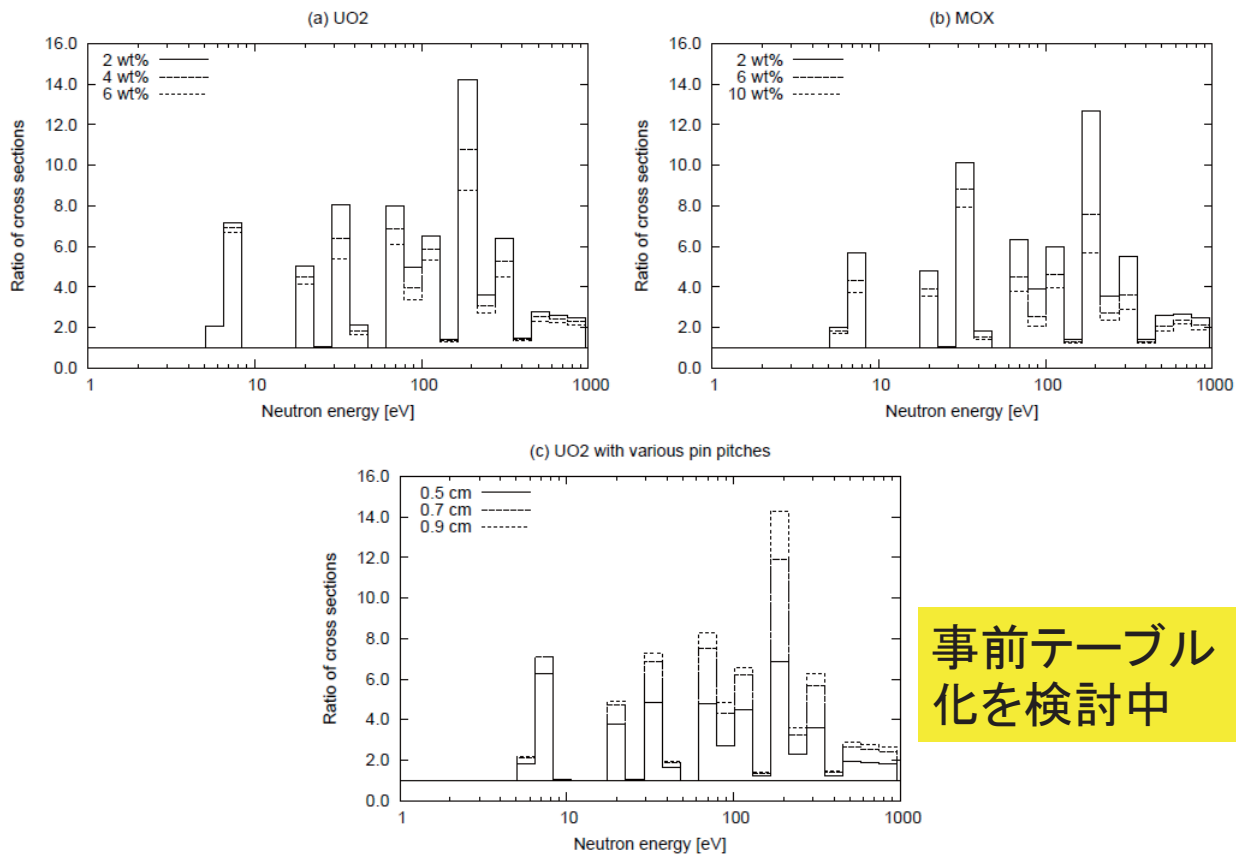 (a) UO2
16.0
14.0
12.0
10.0
8.0
6.0
4.0
2.0
0.0
2 wt%
4 wt%
6 wt%
Ratio of cross sections
1
10
100
1000
Neutron energy [eV]
(b) MOX
16.0
14.0
12.0
10.0
8.0
6.0
4.0
2.0
0.0
2 wt%
6 wt%
10 wt%
Ratio of cross sections
1
10
100
1000
Neutron energy [eV]
(c) UO2 with various pin pitches
16.0
14.0
12.0
10.0
8.0
6.0
4.0
2.0
0.0
0.5 cm
0.7 cm
0.9 cm
Ratio of cross sections
1
10
100
1000
Neutron energy [eV]
事前テーブル
化を検討中